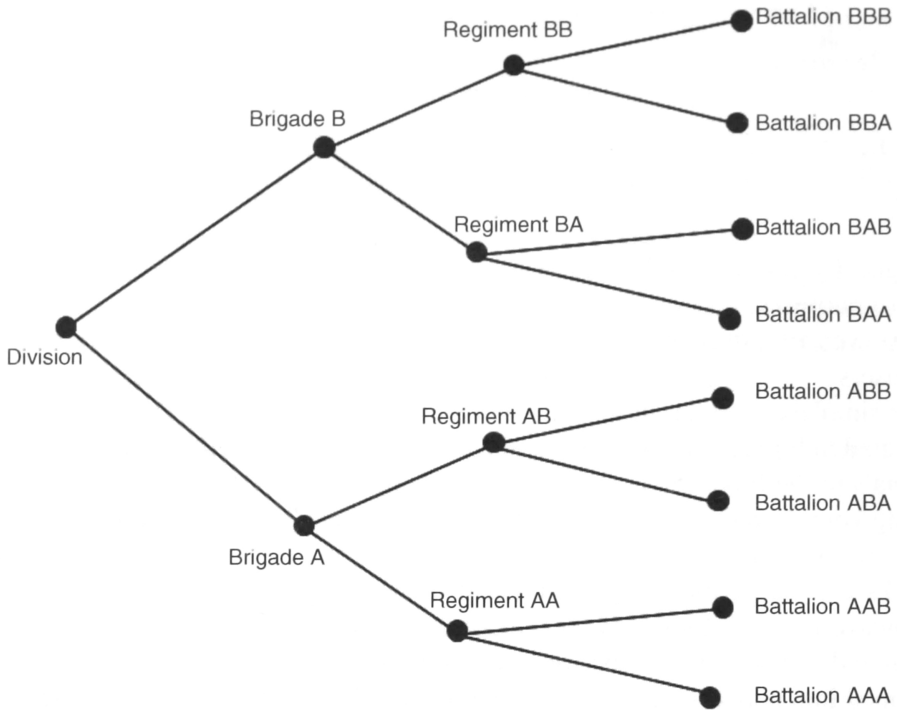 Battalion BBB
Regiment BB
Brigade B
Battalion BBA
Regiment BA
Battalion BAB
Battalion BAA
Division
Battalion ABB
Regiment AB
Battalion ABA
Brigade A
Regiment AA
Battalion AAB
Battalion AAA